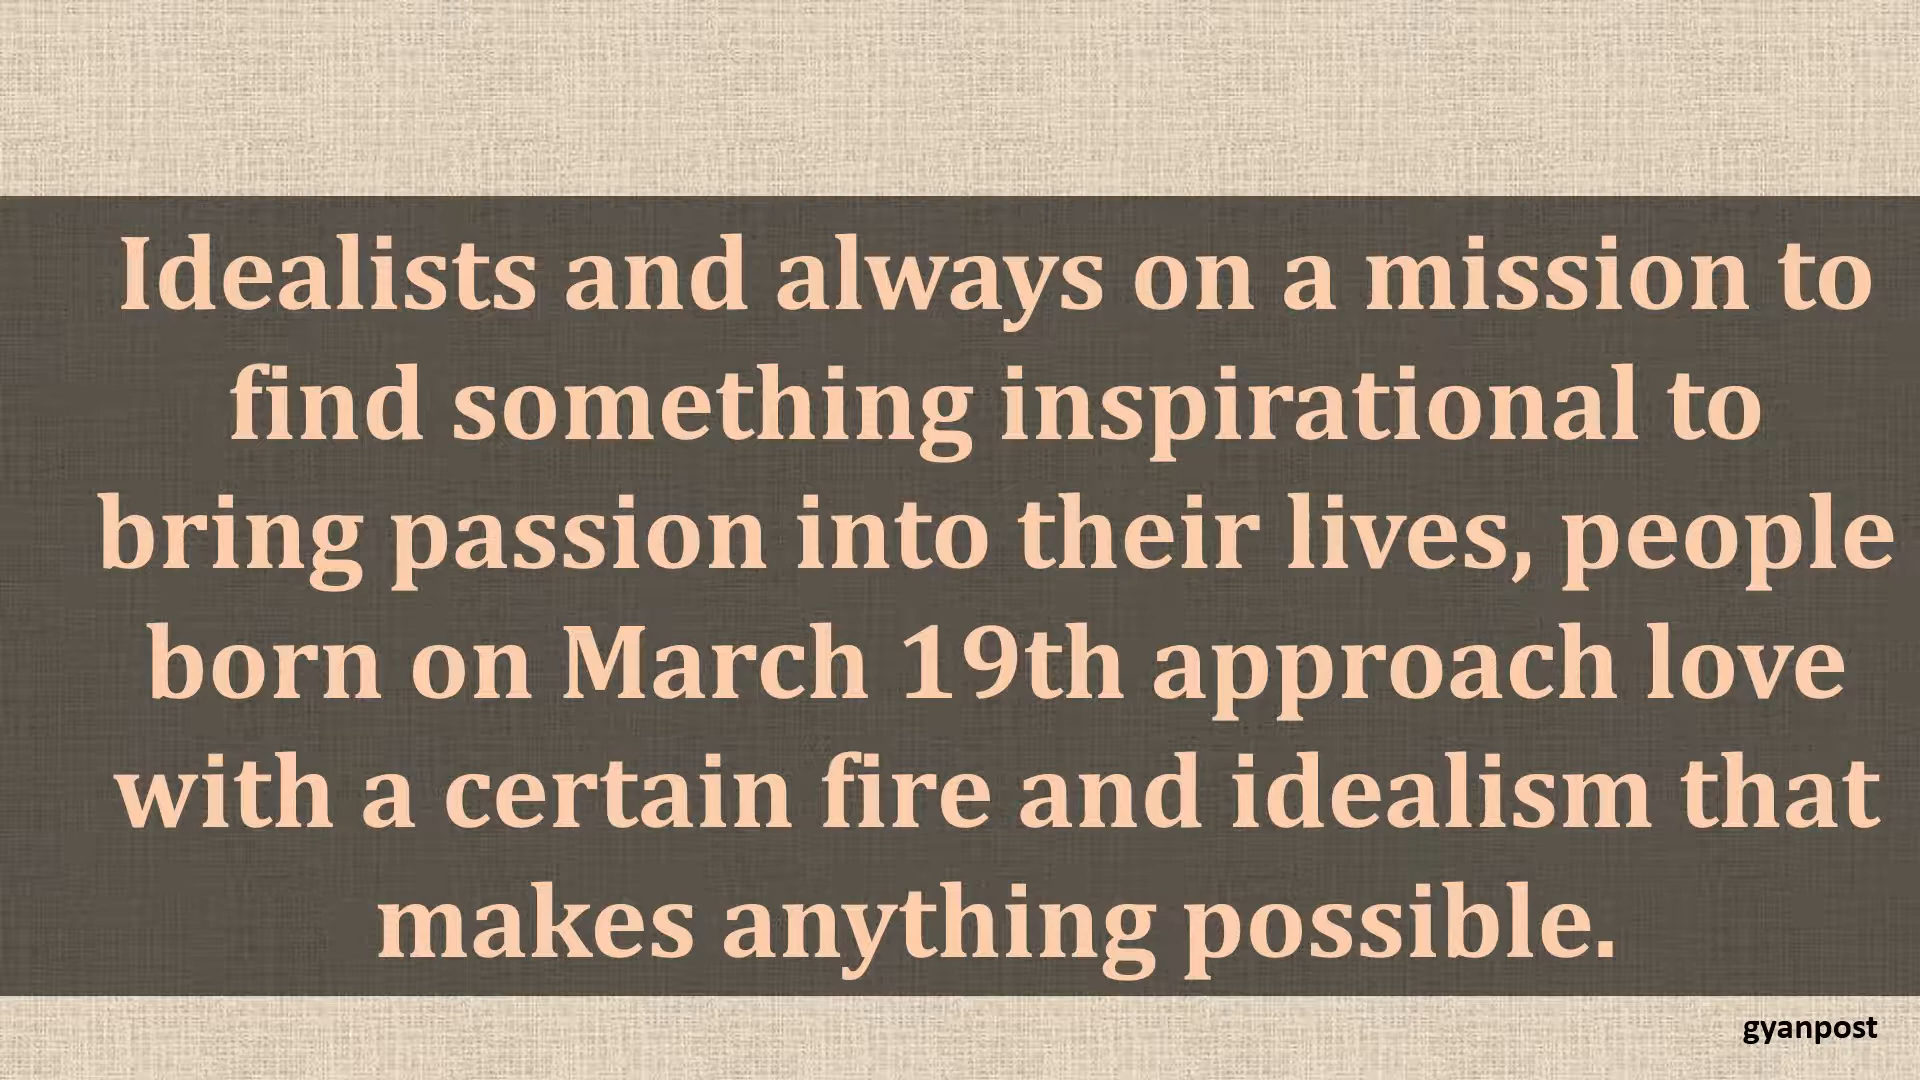 Idealists and always on a mission to
find something inspirational to
bring passion into their lives, people
born on March 19th approach love
with a certain fire and idealism that
makes anything possible.
gyanpost